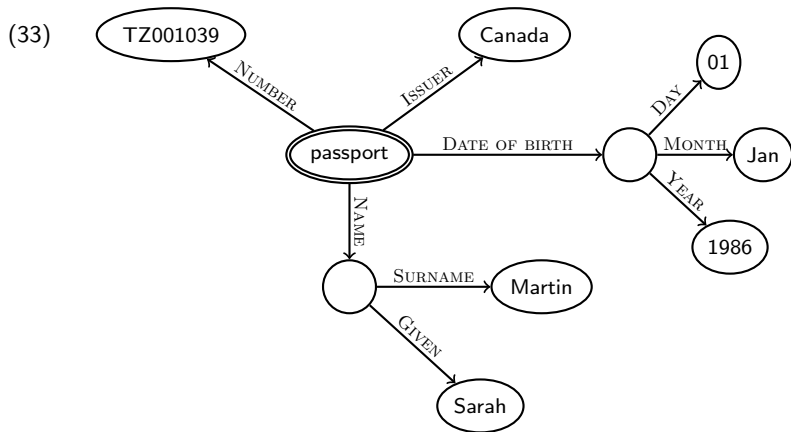 (33)
TZ001039
Canada
01
NUMBER
ISSUER
DAY
passport
DATE OF BIRTH
MONTH
Jan
NAME
YEAR
1986
SURNAME
Martin
GIVEN
Sarah